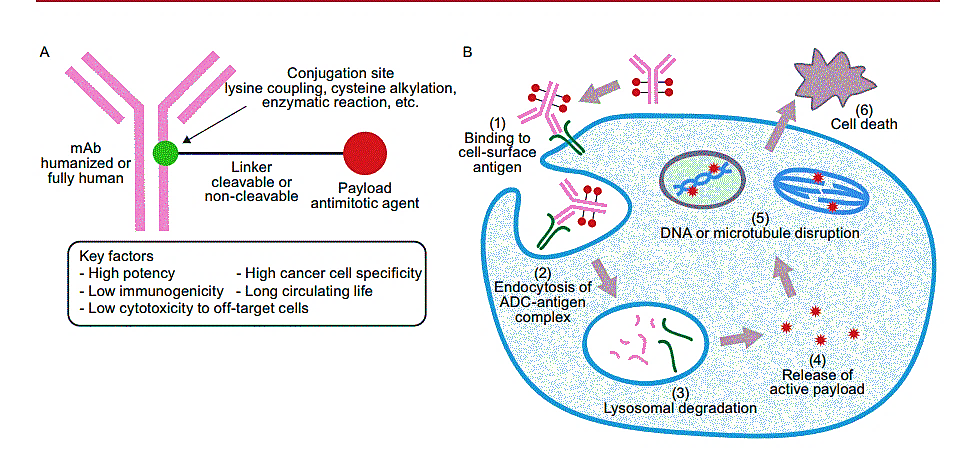 A
Conjugation site
lysine coupling, cysteine alkylation,
enzymatic reaction, etc.
mAb
humanized or
fully human
Linker
cleavable or
non-cleavable
Payload
antimitotic agent
Key factors
- High potency
- High cancer cell specificity
- Low immunogenicity
- Long circulating life
- Low cytotoxicity to off-target cells
B
(1)
Binding to
cell-surface
antigen
(2)
Endocytosis of
ADC-antigen
complex
(3)
Lysosomal degradation
(4)
Release of
active payload
(5)
DNA or microtubule disruption
(6)
Cell death